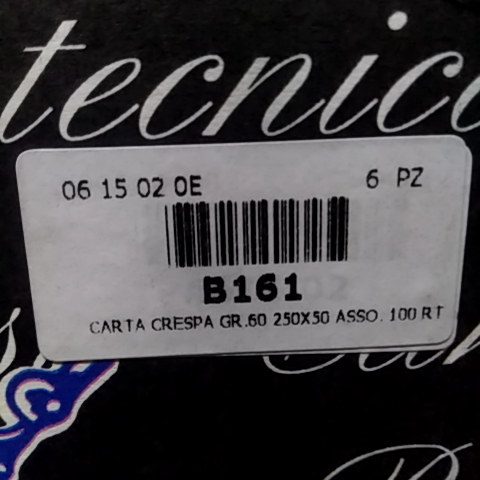 tecnic
06 15 02 0E 6 PZ
B161
CARTA CRESPA GR.60 250X50 ASSO. 100 RT